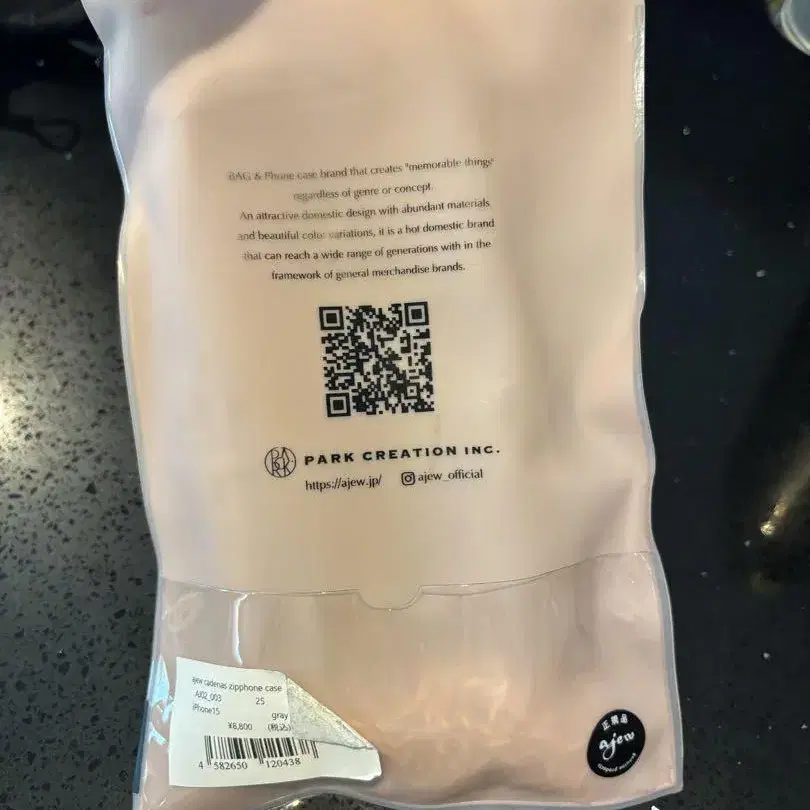 BAG & Phone case brand that creates "memorable things"
regardless of genre or concept.
An attractive domestic design with abundant materials
and beautiful color variations, it is a hot domestic brand
that can reach a wide range of generations with in the
framework of general merchandise brands.
PARK CREATION INC.
https://ajew.jp/ ajew_official
ajew cadenas zipphone case
AJ02_003 25
iPhone15 gray
¥8,800 (税込)
4 582650 120438
正規品
ajew